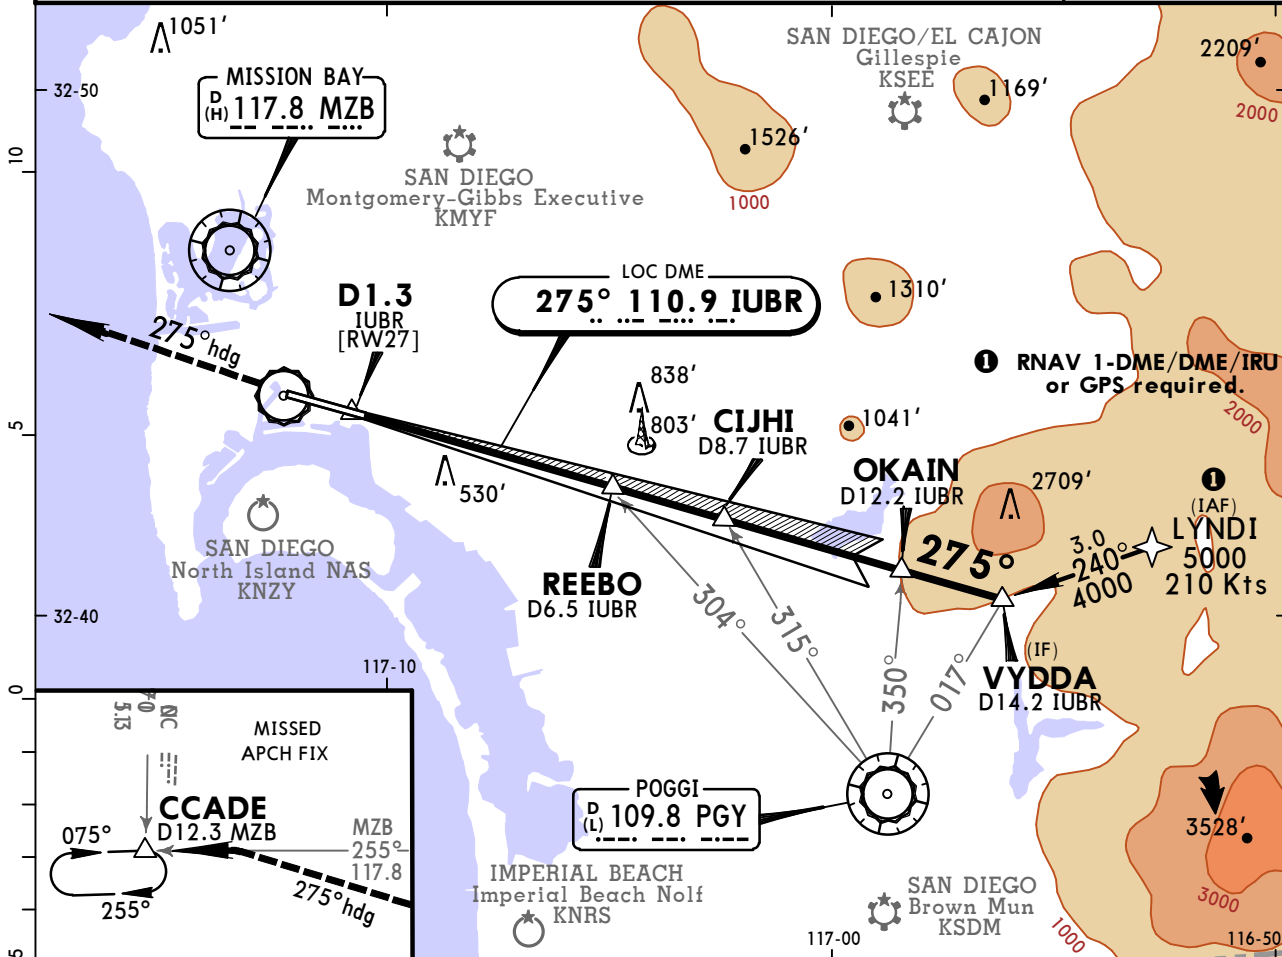 1051'
MISSION BAY
D
(H) 117.8 MZB
32-50
10
SAN DIEGO
Montgomery-Gibbs Executive
KMYF
SAN DIEGO/EL CAJON
Gillespie
KSEE
1169'
2209'
2000
1526'
1000
LOC DME
275° 110.9 IUBR
D1.3
IUBR
[RW27]
275° hdg
1310'
1 RNAV 1-DME/DME/IRU
or GPS required.
2000
838'
803'
CIJHI
D8.7 IUBR
1041'
5
530'
OKAIN
D12.2 IUBR
2709'
1
(IAF)
LYNDI
5000
210 Kts
3.0
240°
4000
275°
SAN DIEGO
North Island NAS
KNZY
REEBO
D6.5 IUBR
304°
315°
350°
017°
(IF)
VYDDA
D14.2 IUBR
32-40
117-10
0
MISSED
APCH FIX
CCADE
D12.3 MZB
075°
255°
MZB
255°
117.8
275° hdg
POGGI
D
(L) 109.8 PGY
3528'
3000
1000
IMPERIAL BEACH
Imperial Beach Nolf
KNRS
SAN DIEGO
Brown Mun
KSDM
5
117-00
116-50